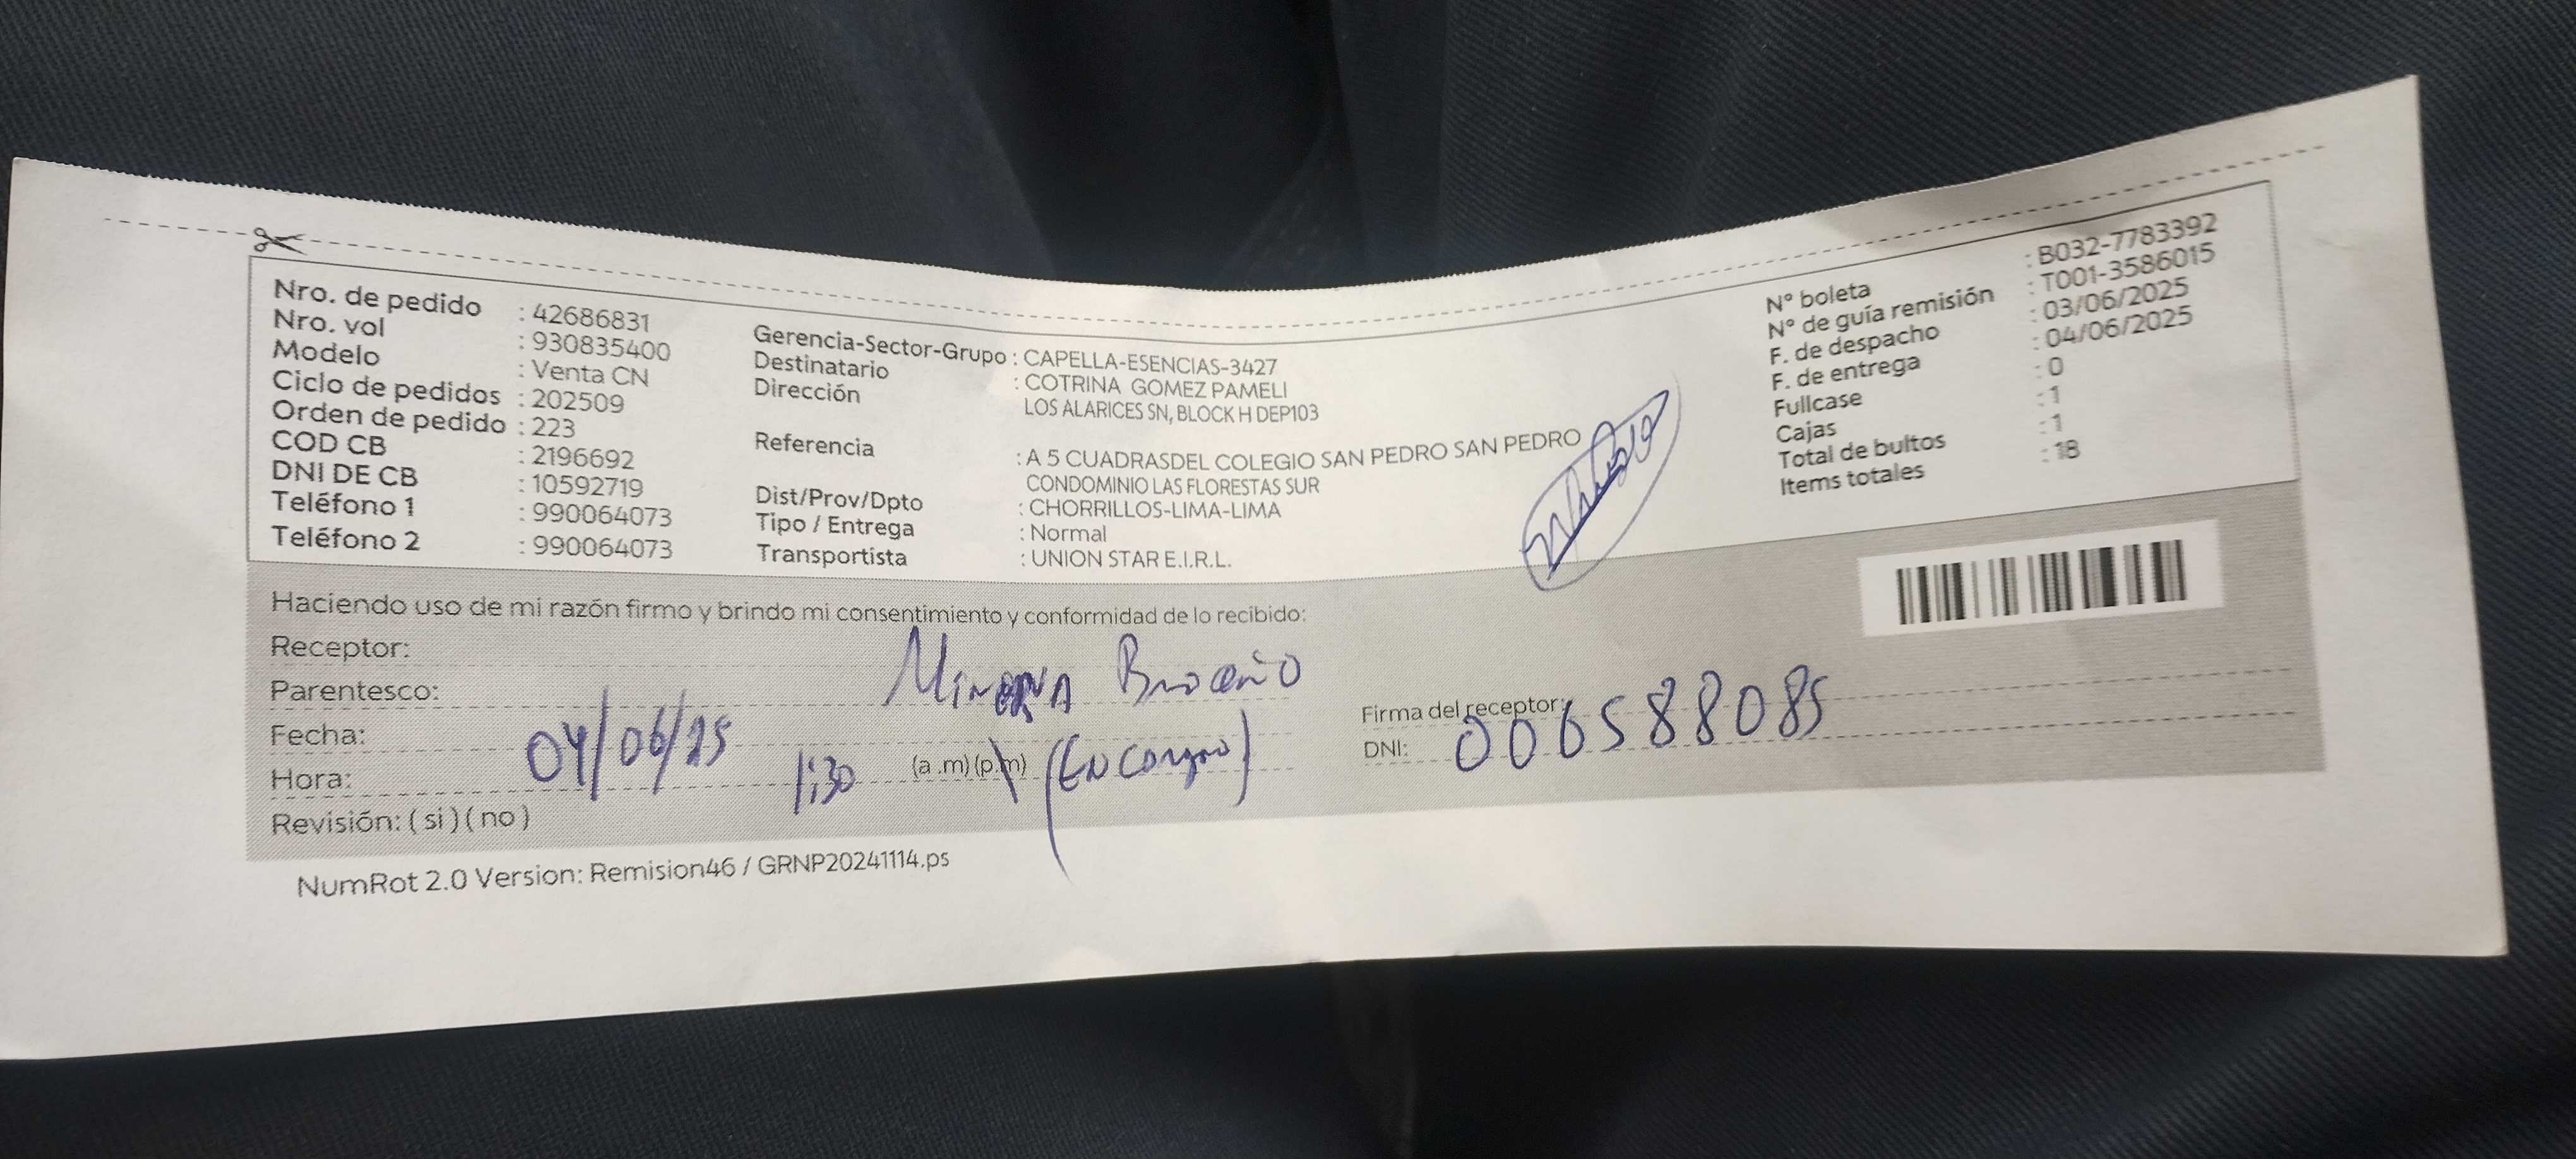 Nro. de pedido : 42686831
Nro. vol : 930835400
Modelo : Venta CN
Ciclo de pedidos : 202509
Orden de pedido : 223
COD CB : 2196692
DNI DE CB : 10592719
Teléfono 1 : 990064073
Teléfono 2 : 990064073
Gerencia-Sector-Grupo : CAPELLA-ESENCIAS-3427
Destinatario : COTRINA GOMEZ PAMELI
Dirección LOS ALARICES SN, BLOCK H DEP103
Referencia : A 5 CUADRASDEL COLEGIO SAN PEDRO SAN PEDRO
CONDOMINIO LAS FLORESTAS SUR
Dist/Prov/Dpto : CHORRILLOS-LIMA-LIMA
Tipo / Entrega : Normal
Transportista : UNION STAR E.I.R.L.
N° boleta : B032-7783392
N° de guía remisión : T001-3586015
F. de despacho : 03/06/2025
F. de entrega : 04/06/2025
Fullcase : 0
Cajas : 1
Total de bultos : 1
Items totales : 18
Haciendo uso de mi razón firmo y brindo mi consentimiento y conformidad de lo recibido:
Receptor: Minerva Briceño
Parentesco:
Fecha: 04/06/25
Hora: 1:30 (a.m) (p.m) (Encargo)
Revisión: ( si ) ( no )
Firma del receptor:
DNI: 006588085
NumRot 2.0 Version: Remision46 / GRNP20241114.ps